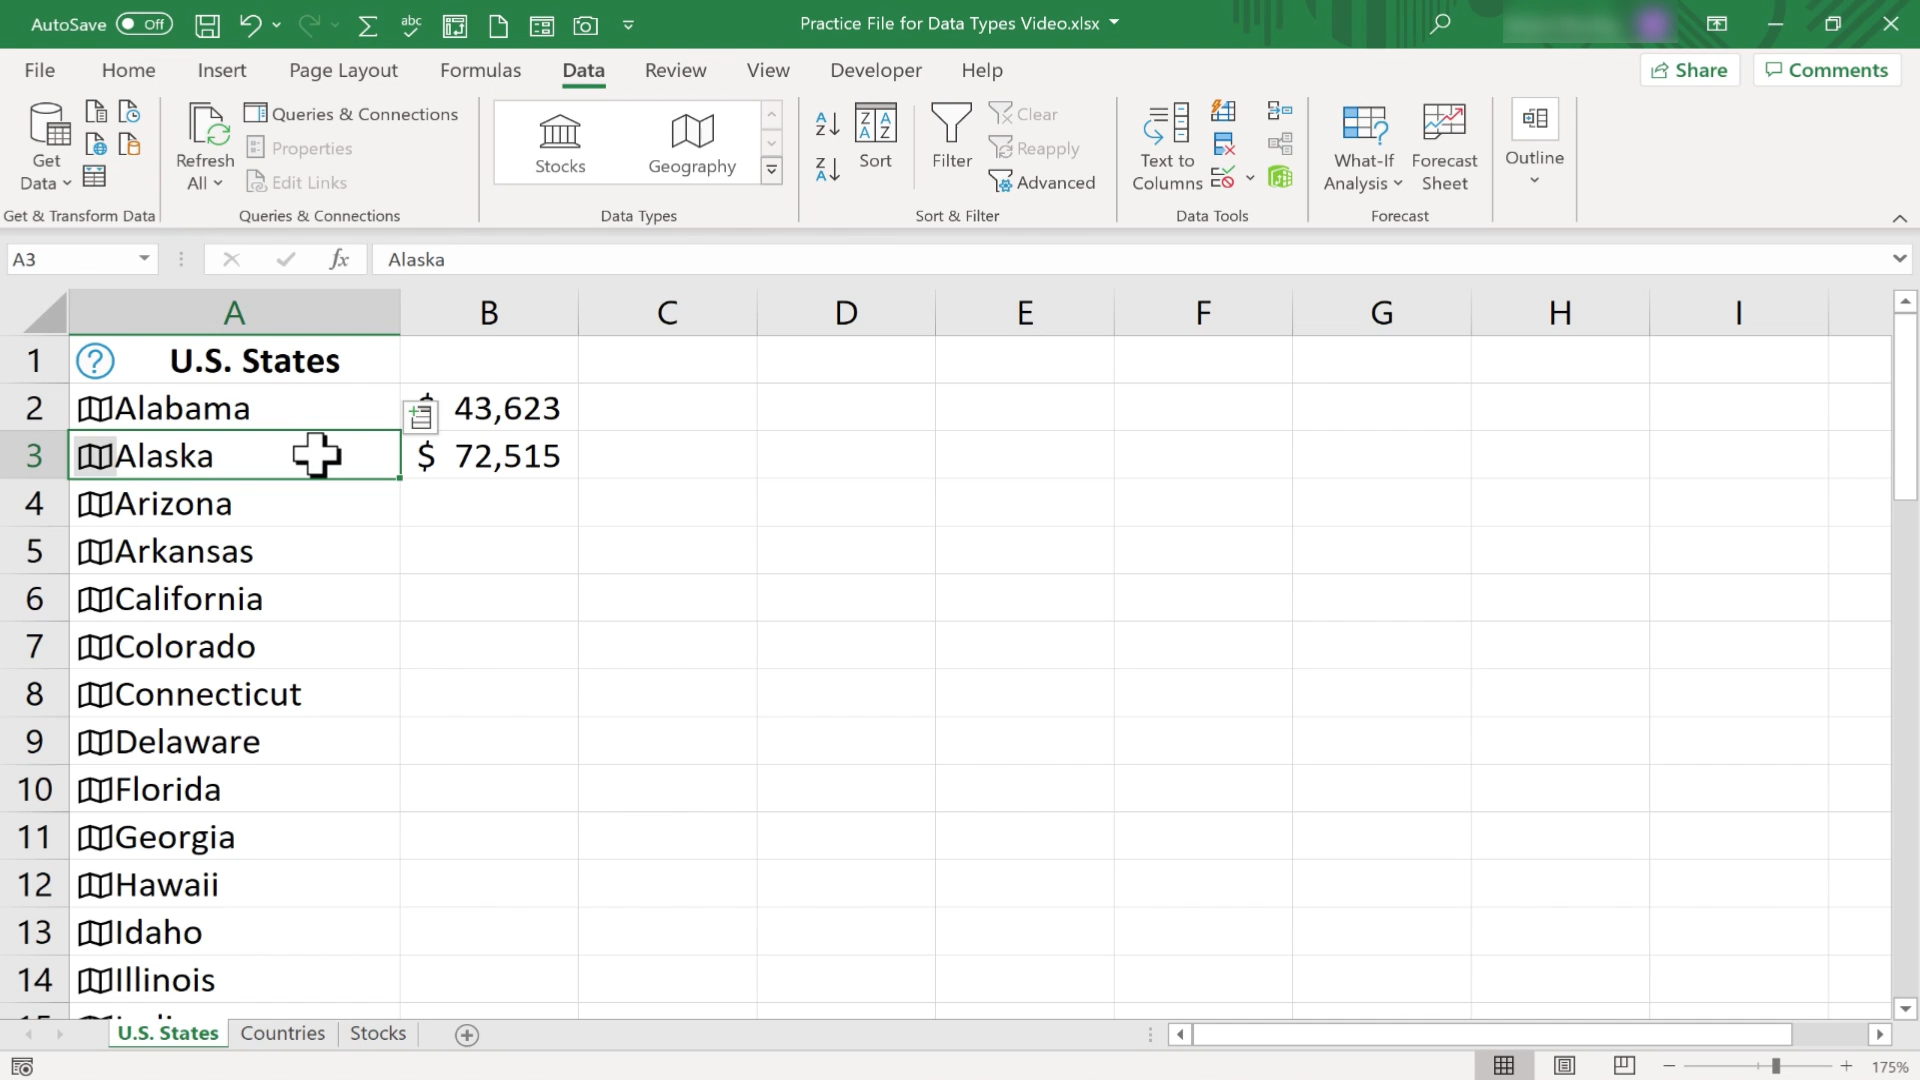 AutoSave Off
abc
Practice File for Data Types Video.xlsx
File Home Insert Page Layout Formulas Data Review View Developer Help
Share Comments
Get Data
Refresh All
Queries & Connections
Properties
Edit Links
Stocks
Geography
Sort
Filter
Clear
Reapply
Advanced
Text to Columns
What-If Analysis
Forecast Sheet
Outline
Get & Transform Data
Queries & Connections
Data Types
Sort & Filter
Data Tools
Forecast
A3
fx
Alaska
A B C D E F G H I
1 ? U.S. States
2 Alabama 43,623
3 Alaska $ 72,515
4 Arizona
5 Arkansas
6 California
7 Colorado
8 Connecticut
9 Delaware
10 Florida
11 Georgia
12 Hawaii
13 Idaho
14 Illinois
U.S. States Countries Stocks
175%